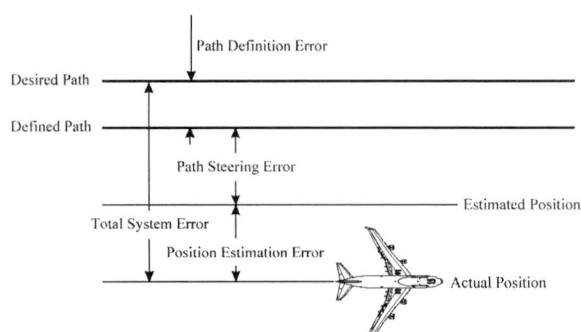 Path Definition Error
Desired Path
Defined Path
Path Steering Error
Estimated Position
Total System Error
Position Estimation Error
Actual Position